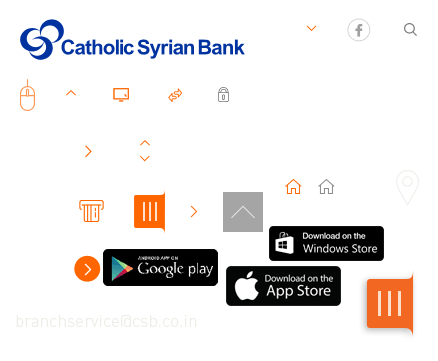 Catholic Syrian Bank
Download on the
Windows Store
ANDROID APP ON
Google play
Download on the
App Store
branchservice@csb.co.in